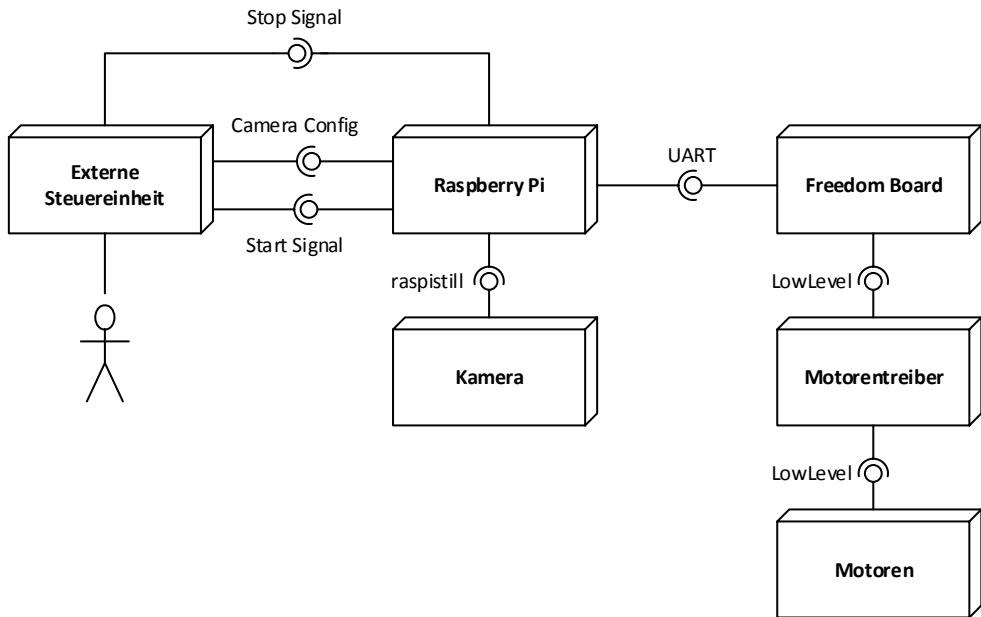 Stop Signal
Camera Config
UART
Externe
Steuereinheit
Raspberry Pi
Freedom Board
Start Signal
raspistill
LowLevel
Kamera
Motorentreiber
LowLevel
Motoren